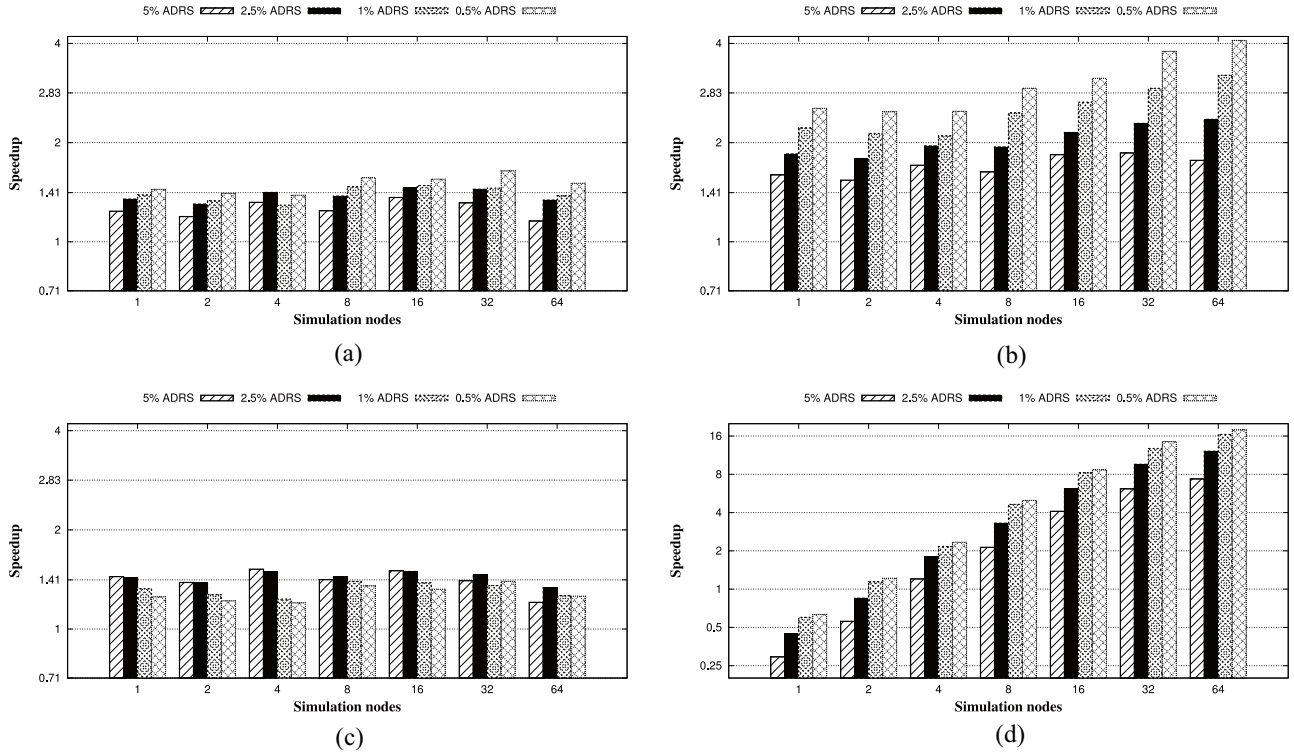 5% ADRS 2.5% ADRS 1% ADRS 0.5% ADRS
4
2.83
2
1.41
1
0.71
Speedup
1 2 4 8 16 32 64
Simulation nodes
(a)
5% ADRS 2.5% ADRS 1% ADRS 0.5% ADRS
4
2.83
2
1.41
1
0.71
Speedup
1 2 4 8 16 32 64
Simulation nodes
(b)
5% ADRS 2.5% ADRS 1% ADRS 0.5% ADRS
4
2.83
2
1.41
1
0.71
Speedup
1 2 4 8 16 32 64
Simulation nodes
(c)
5% ADRS 2.5% ADRS 1% ADRS 0.5% ADRS
16
8
4
2
1
0.5
0.25
Speedup
1 2 4 8 16 32 64
Simulation nodes
(d)